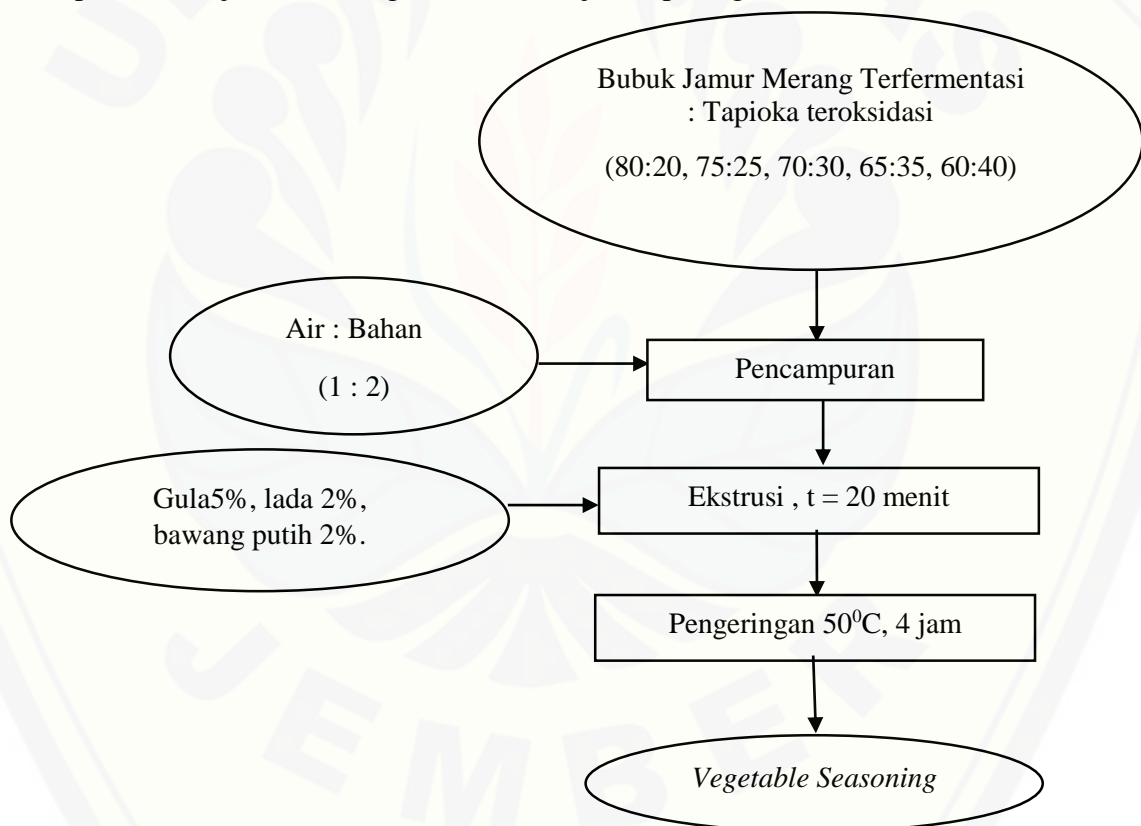 Bubuk Jamur Merang Terfermentasi
: Tapioka teroksidasi
(80:20, 75:25, 70:30, 65:35, 60:40)
Air : Bahan
(1 : 2)
Pencampuran
Gula5%, lada 2%,
bawang putih 2%.
Ekstrusi , t = 20 menit
Pengeringan 50⁰C, 4 jam
Vegetable Seasoning
JEMBER